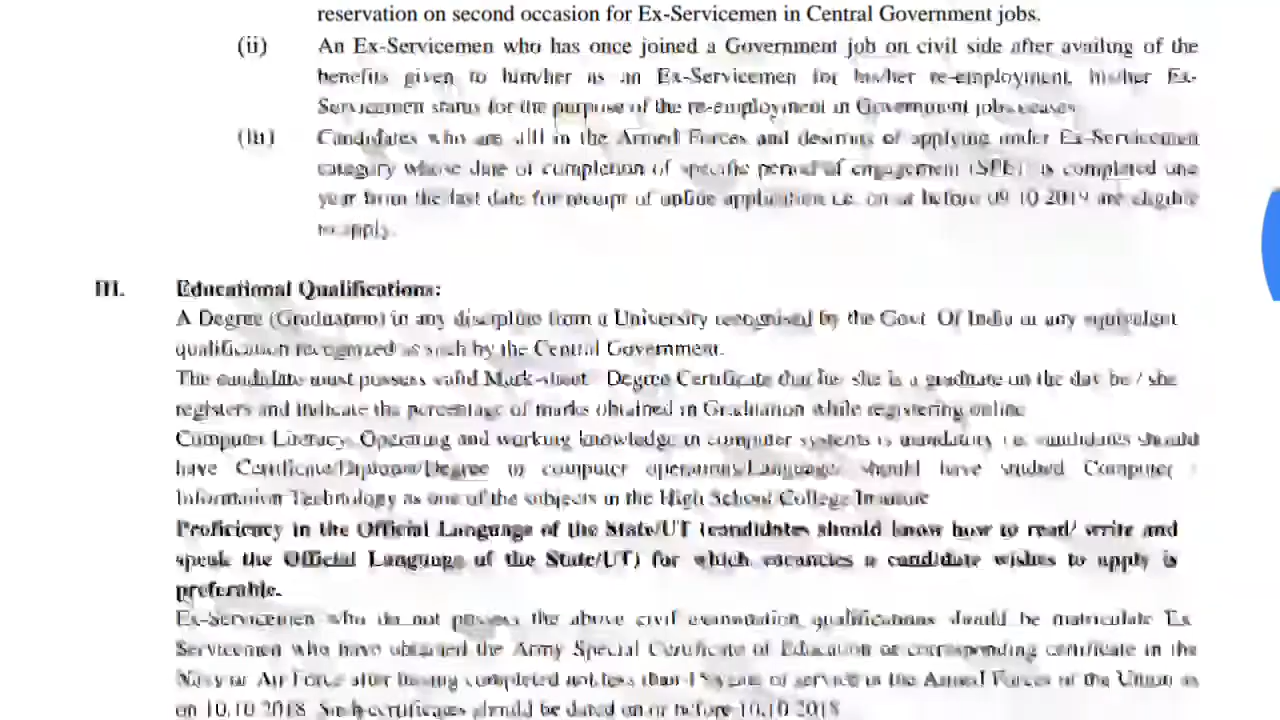 reservation on second occasion for Ex-Servicemen in Central Government jobs.
(ii) An Ex-Servicemen who has once joined a Government job on civil side after availing of the
benefits given to him/her as an Ex-Servicemen for his/her re-employment, his/her Ex-
Servicemen status for the purpose of the re-employment in Government jobs ceases.
(iii) Candidates who are still in the Armed Forces and desirous of applying under Ex-Servicemen
category whose date of completion of specific period of engagement (SPE) is completed one
year from the last date for receipt of online application i.e. on or before 09.10.2019 are eligible
to apply.
III. Educational Qualifications:
A Degree (Graduation) in any discipline from a University recognised by the Govt. Of India or any equivalent
qualification recognized as such by the Central Government.
The candidate must possess valid Mark-sheet / Degree Certificate that he/ she is a graduate on the day he / she
registers and indicate the percentage of marks obtained in Graduation while registering online.
Computer Literacy: Operating and working knowledge in computer systems is mandatory i.e. candidates should
have Certificate/Diploma/Degree in computer operations/Language/ should have studied Computer /
Information Technology as one of the subjects in the High School/College/Institute
Proficiency in the Official Language of the State/UT (candidates should know how to read/ write and
speak the Official Language of the State/UT) for which vacancies a candidate wishes to apply is
preferable.
Ex-Servicemen who do not possess the above civil examination qualifications should be matriculate Ex-
Servicemen who have obtained the Army Special Certificate of Education or corresponding certificate in the
Navy or Air Force after having completed not less than 15 years of service in the Armed Forces of the Union as
on 10.10.2018. Such certificates should be dated on or before 10.10.2018.